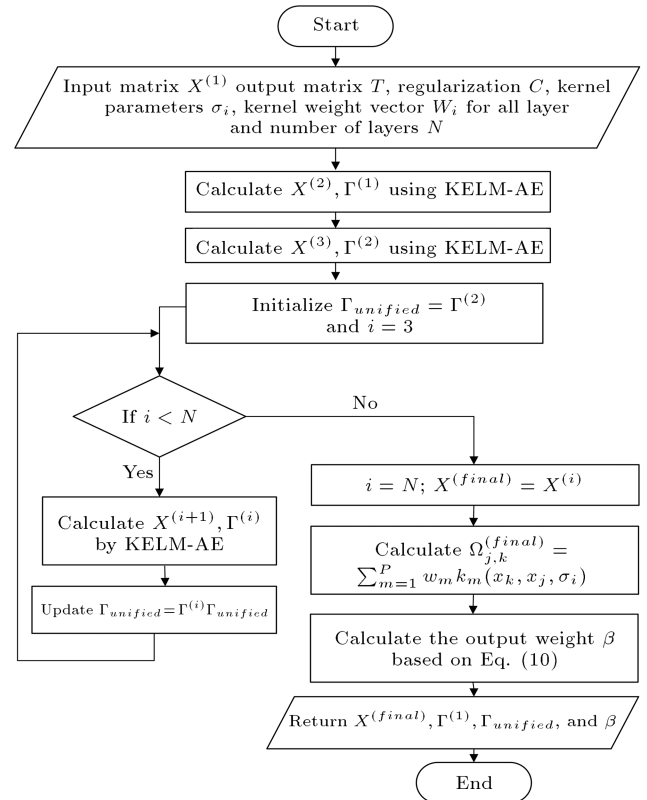 Start
Input matrix X^(1) output matrix T, regularization C, kernel
parameters σ_i, kernel weight vector W_i for all layer
and number of layers N
Calculate X^(2), Γ^(1) using KELM-AE
Calculate X^(3), Γ^(2) using KELM-AE
Initialize Γ_unified = Γ^(2)
and i = 3
If i < N
No
Yes
Calculate X^(i+1), Γ^(i)
by KELM-AE
Update Γ_unified = Γ^(i) Γ_unified
i = N; X^(final) = X^(i)
Calculate Ω_{j,k}^(final) =
∑_{m=1}^{P} w_m k_m(x_k, x_j, σ_i)
Calculate the output weight β
based on Eq. (10)
Return X^(final), Γ^(1), Γ_unified, and β
End